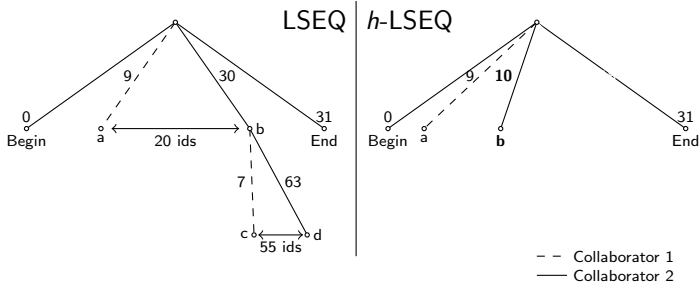 LSEQ
h-LSEQ
9
30
9
10
0
31
0
31
Begin
a
20 ids
b
End
Begin
a
b
End
7
63
c
d
55 ids
Collaborator 1
Collaborator 2